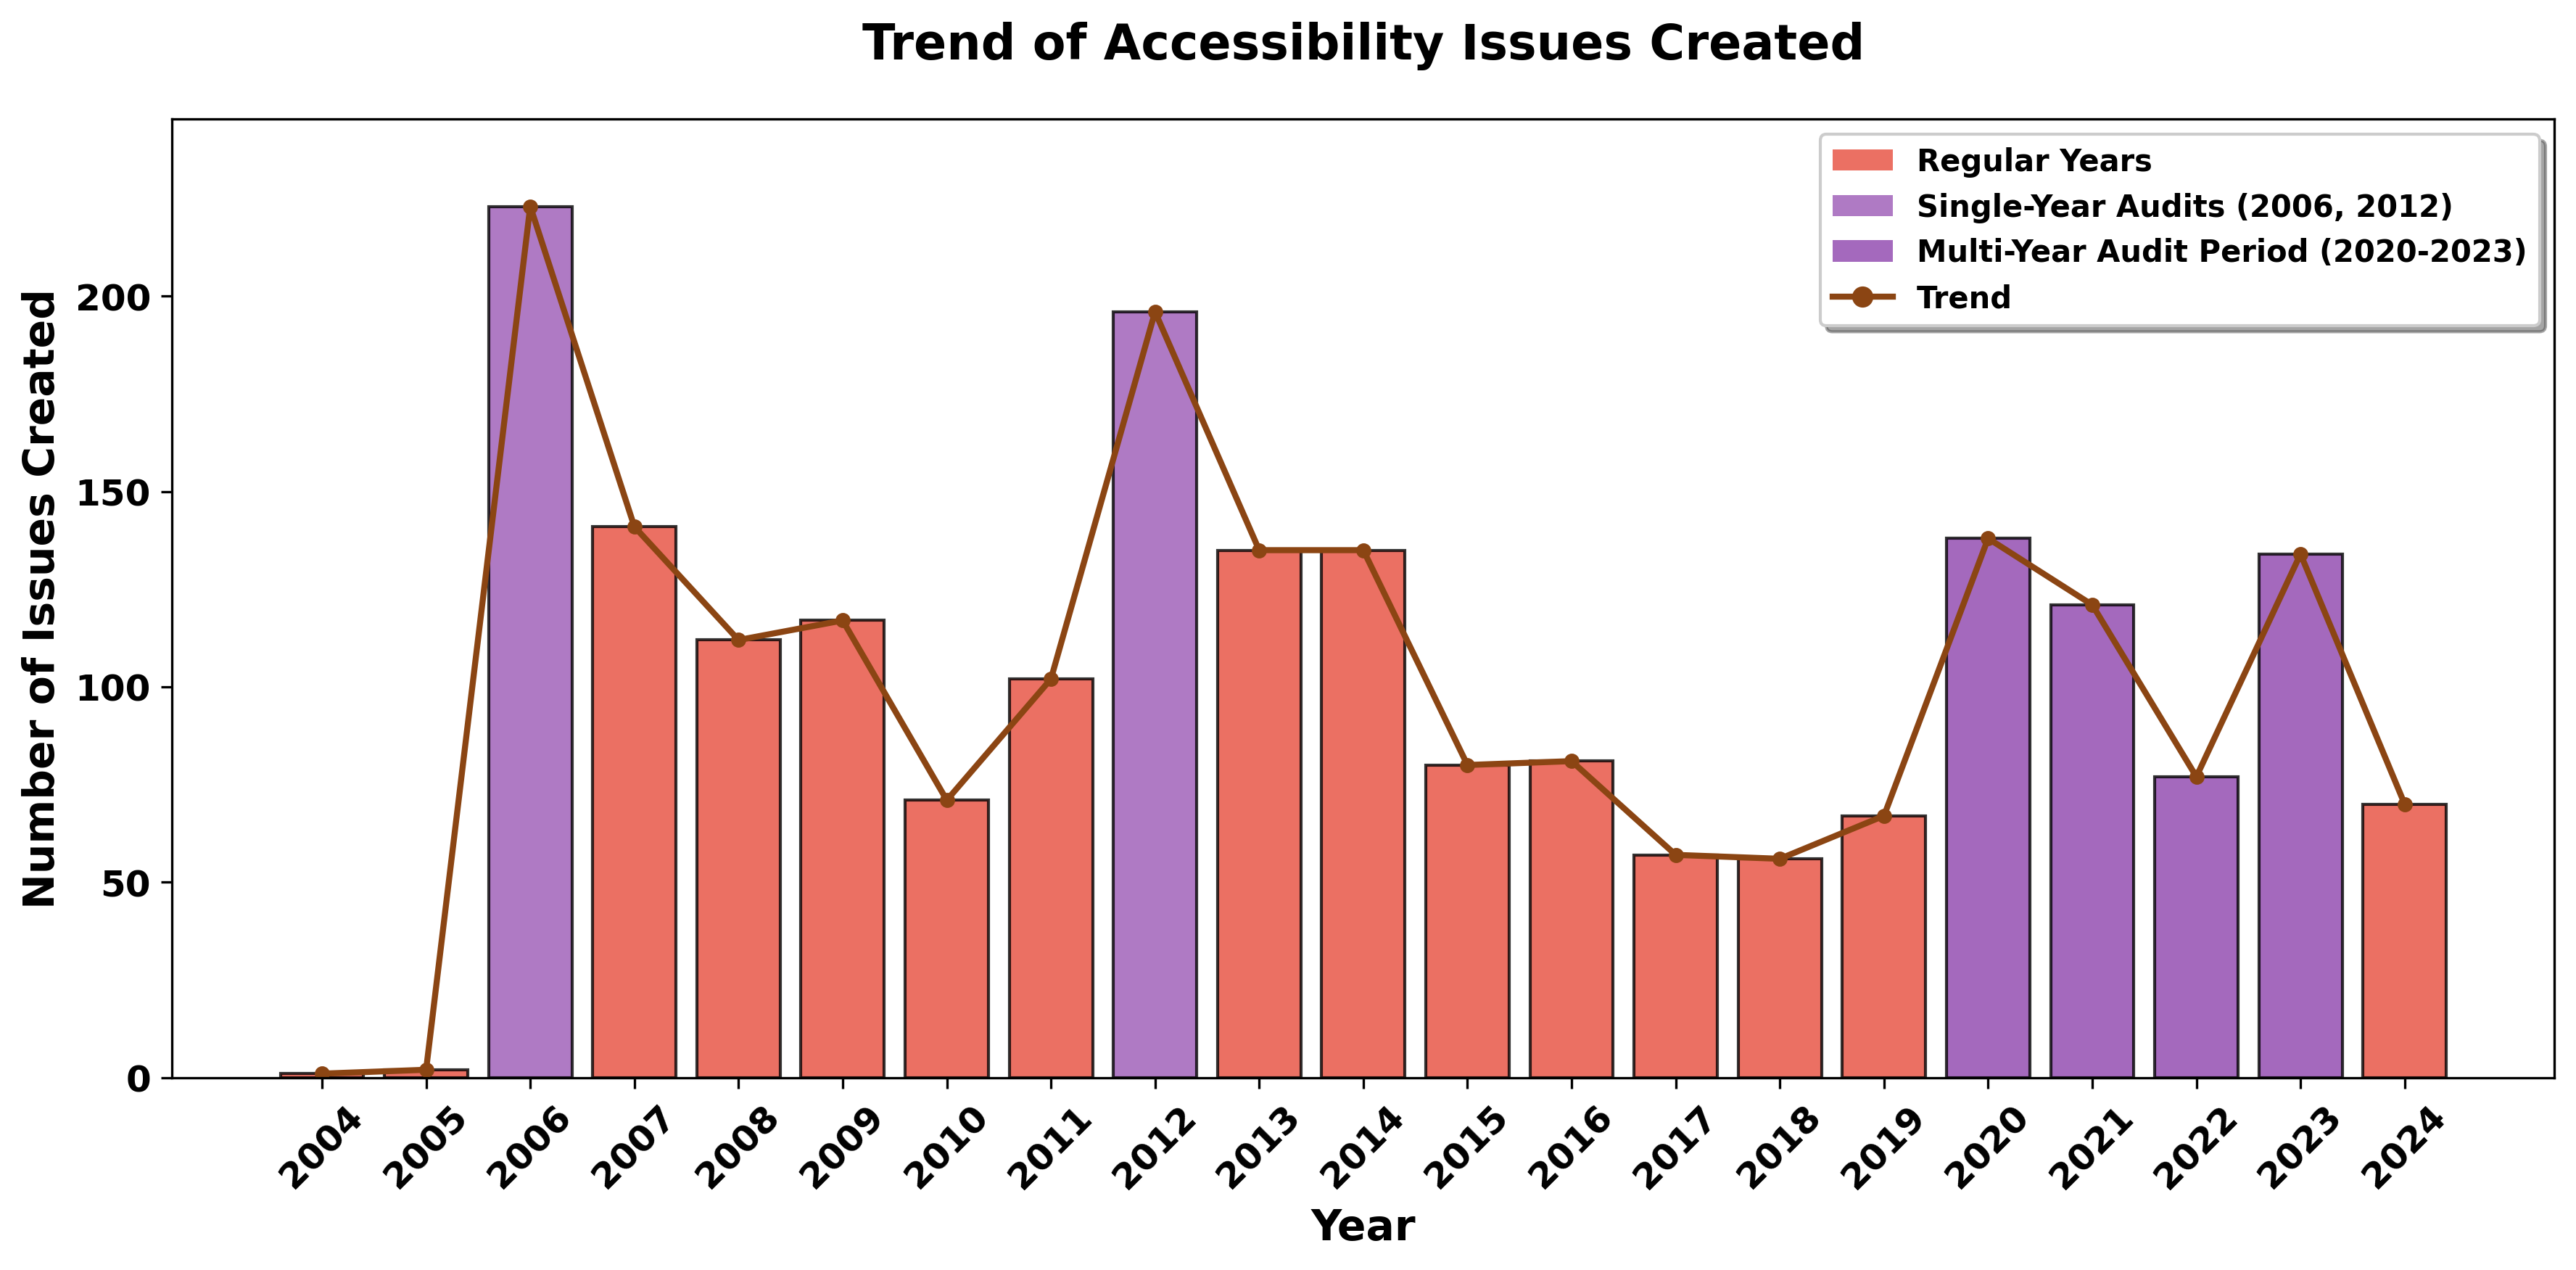 Trend of Accessibility Issues Created
Regular Years
Single-Year Audits (2006, 2012)
Multi-Year Audit Period (2020-2023)
Trend
Number of Issues Created
200
150
100
50
0
2004 2005 2006 2007 2008 2009 2010 2011 2012 2013 2014 2015 2016 2017 2018 2019 2020 2021 2022 2023 2024
Year